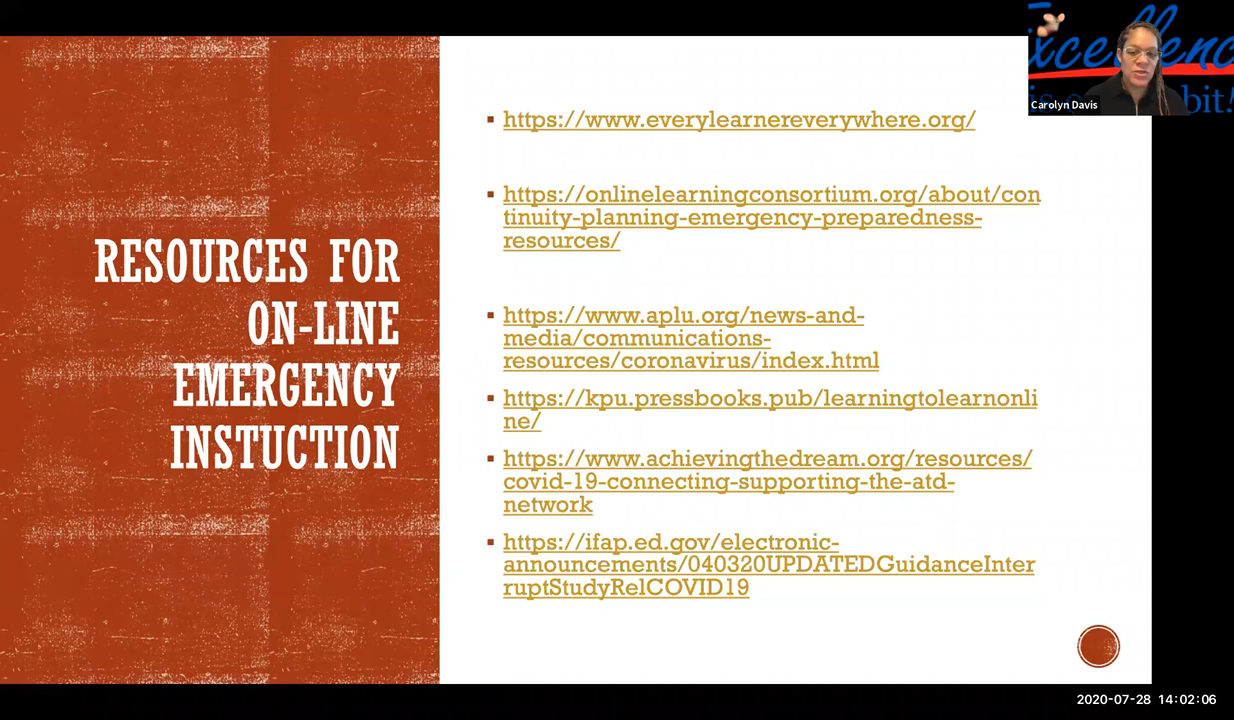 xcellenc
bit!
Carolyn Davis
RESOURCES FOR
ON-LINE
EMERGENCY
INSTUCTION
https://www.everylearnereverywhere.org/
https://onlinelearningconsortium.org/about/con
tinuity-planning-emergency-preparedness-
resources/
https://www.aplu.org/news-and-
media/communications-
resources/coronavirus/index.html
https://kpu.pressbooks.pub/learningtolearnonli
ne/
https://www.achievingthedream.org/resources/
covid-19-connecting-supporting-the-atd-
network
https://ifap.ed.gov/electronic-
announcements/040320UPDATEDGuidanceInter
ruptStudyRelCOVID19
2020-07-28 14:02:06